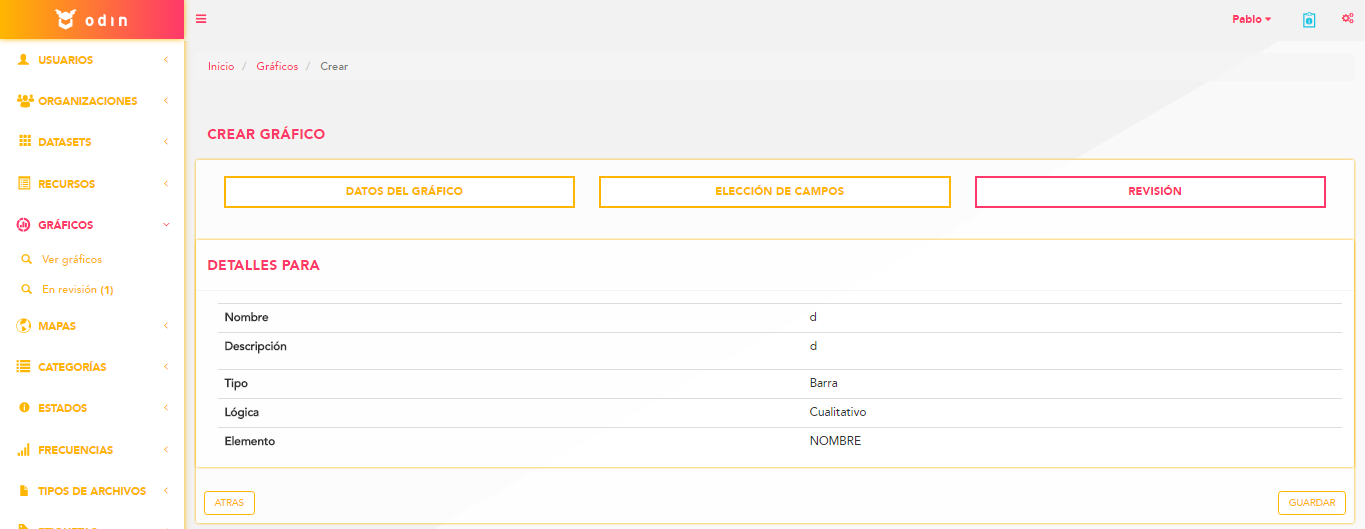 odin
Pablo
USUARIOS
ORGANIZACIONES
DATASETS
RECURSOS
GRÁFICOS
Ver gráficos
En revisión (1)
MAPAS
CATEGORÍAS
ESTADOS
FRECUENCIAS
TIPOS DE ARCHIVOS
Inicio / Gráficos / Crear
CREAR GRÁFICO
DATOS DEL GRÁFICO ELECCIÓN DE CAMPOS REVISIÓN
DETALLES PARA
Nombre d
Descripción d
Tipo Barra
Lógica Cualitativo
Elemento NOMBRE
ATRAS GUARDAR